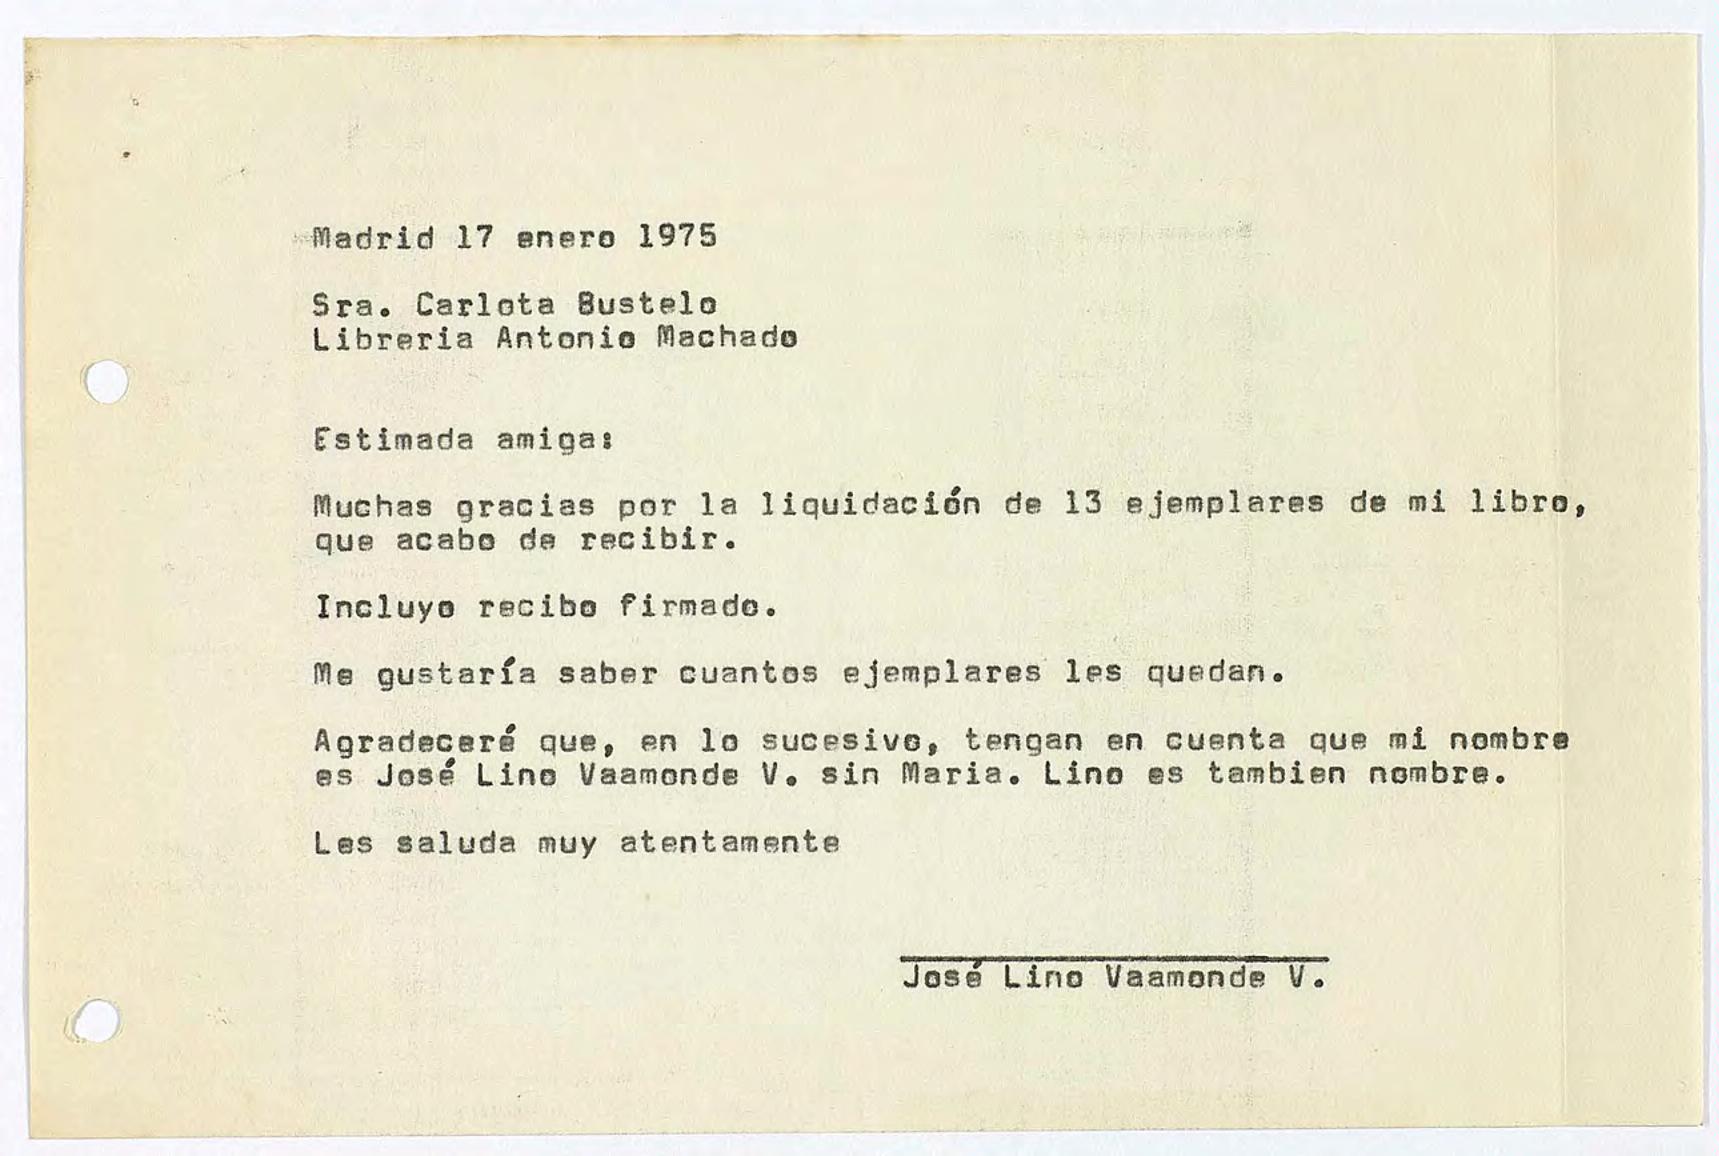 Madrid 17 enero 1975
Sra. Carlota Bustelo
Libreria Antonio Machado
Estimada amiga:
Muchas gracias por la liquidación de 13 ejemplares de mi libro,
que acabo de recibir.
Incluyo recibo firmado.
Me gustaría saber cuantos ejemplares les quedan.
Agradeceré que, en lo sucesivo, tengan en cuenta que mi nombre
es José Lino Vaamonde V. sin Maria. Lino es tambien nombre.
Les saluda muy atentamente
José Lino Vaamonde V.